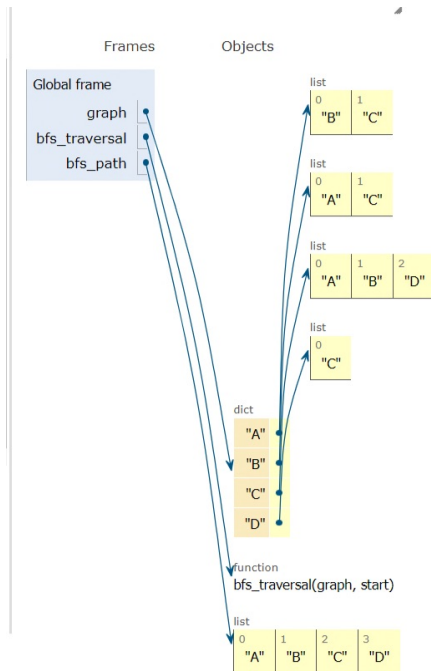 Frames Objects
Global frame
graph
bfs_traversal
bfs_path
list
0 1
"B" "C"
list
0 1
"A" "C"
list
0 1 2
"A" "B" "D"
list
0
"C"
dict
"A"
"B"
"C"
"D"
function
bfs_traversal(graph, start)
list
0 1 2 3
"A" "B" "C" "D"